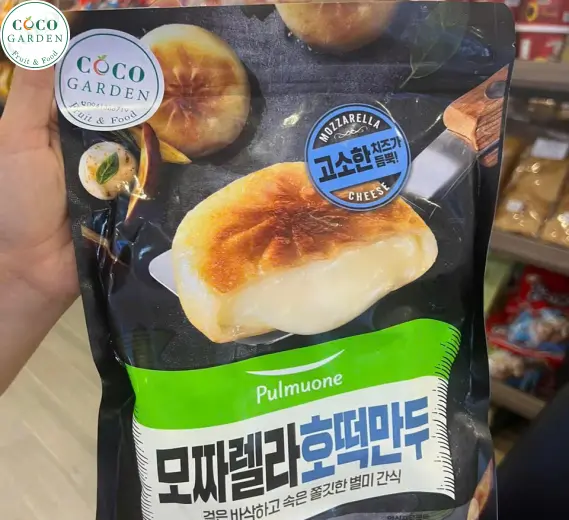 COCO
GARDEN
Fruit & Food
COCO
GARDEN
Fruit & Food
MOZZARELLA
고소한 치즈가
듬뿍!
CHEESE
Pulmuone
모짜렐라호떡만두
겉은 바삭하고 속은 쫄깃한 별미 간식